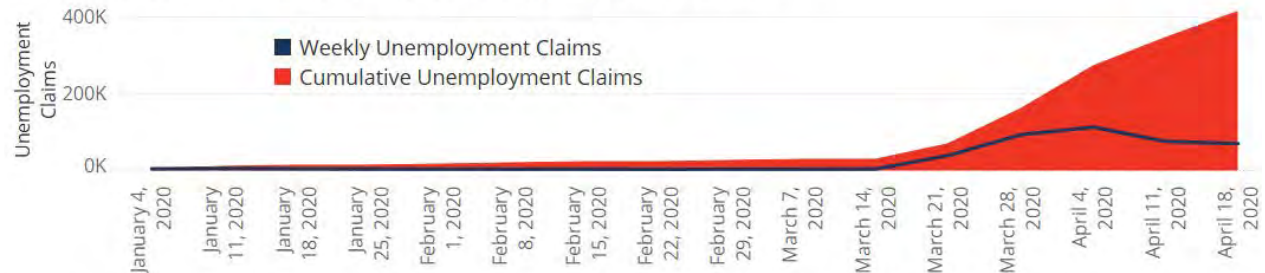 Unemployment
Claims
400K
200K
0K
Weekly Unemployment Claims
Cumulative Unemployment Claims
January 4,
2020
January
11, 2020
January
18, 2020
January
25, 2020
February
1, 2020
February
8, 2020
February
15, 2020
February
22, 2020
February
29, 2020
March 7,
2020
March 14,
2020
March 21,
2020
March 28,
2020
April 4,
2020
April 11,
2020
April 18,
2020